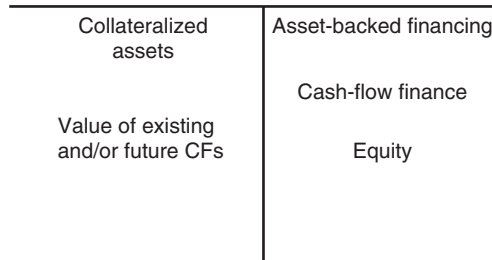 Collateralized
assets
Asset-backed financing
Cash-flow finance
Value of existing
and/or future CFs
Equity